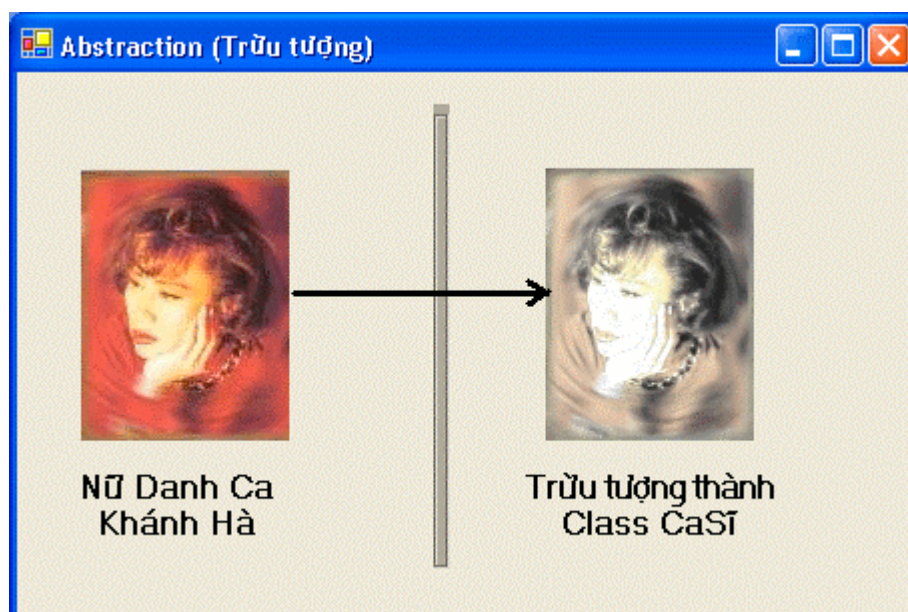 Abstraction (Trừu tượng)
Nữ Danh Ca
Khánh Hà
Trừu tượng thành
Class CaSĩ